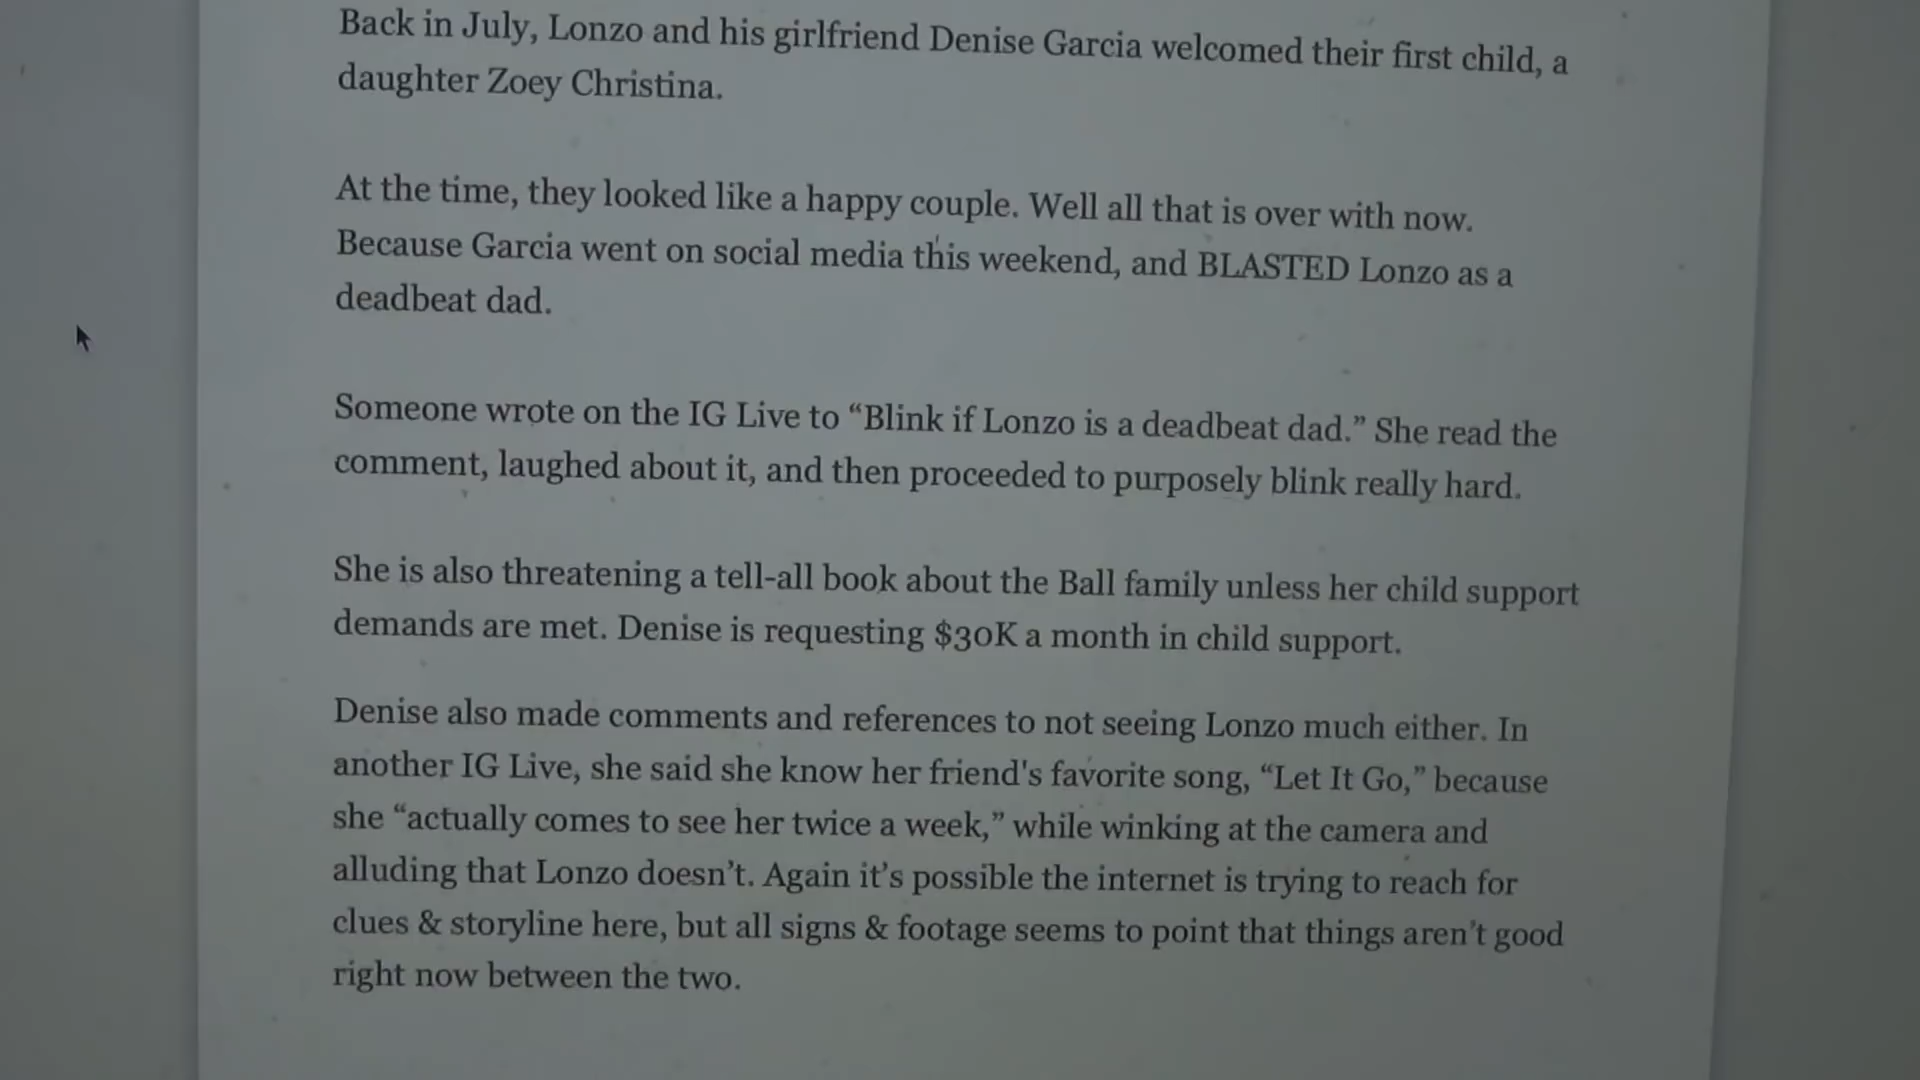 Back in July, Lonzo and his girlfriend Denise Garcia welcomed their first child, a
daughter Zoey Christina.
At the time, they looked like a happy couple. Well all that is over with now.
Because Garcia went on social media this weekend, and BLASTED Lonzo as a
deadbeat dad.
Someone wrote on the IG Live to “Blink if Lonzo is a deadbeat dad.” She read the
comment, laughed about it, and then proceeded to purposely blink really hard.
She is also threatening a tell-all book about the Ball family unless her child support
demands are met. Denise is requesting $30K a month in child support.
Denise also made comments and references to not seeing Lonzo much either. In
another IG Live, she said she know her friend's favorite song, “Let It Go,” because
she “actually comes to see her twice a week,” while winking at the camera and
alluding that Lonzo doesn’t. Again it’s possible the internet is trying to reach for
clues & storyline here, but all signs & footage seems to point that things aren’t good
right now between the two.